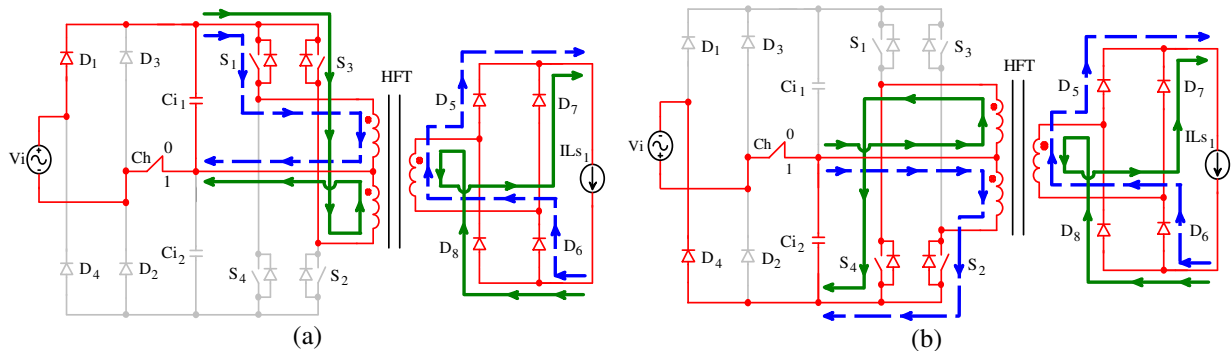 D1
D3
Ci1
S1
S3
HFT
D5
D7
Vi
Ch
0
1
ILs1
D4
D2
Ci2
S4
S2
D8
D6
(a)
D1
D3
Ci1
S1
S3
HFT
D5
D7
Vi
Ch
0
1
ILs1
D4
D2
Ci2
S4
S2
D8
D6
(b)